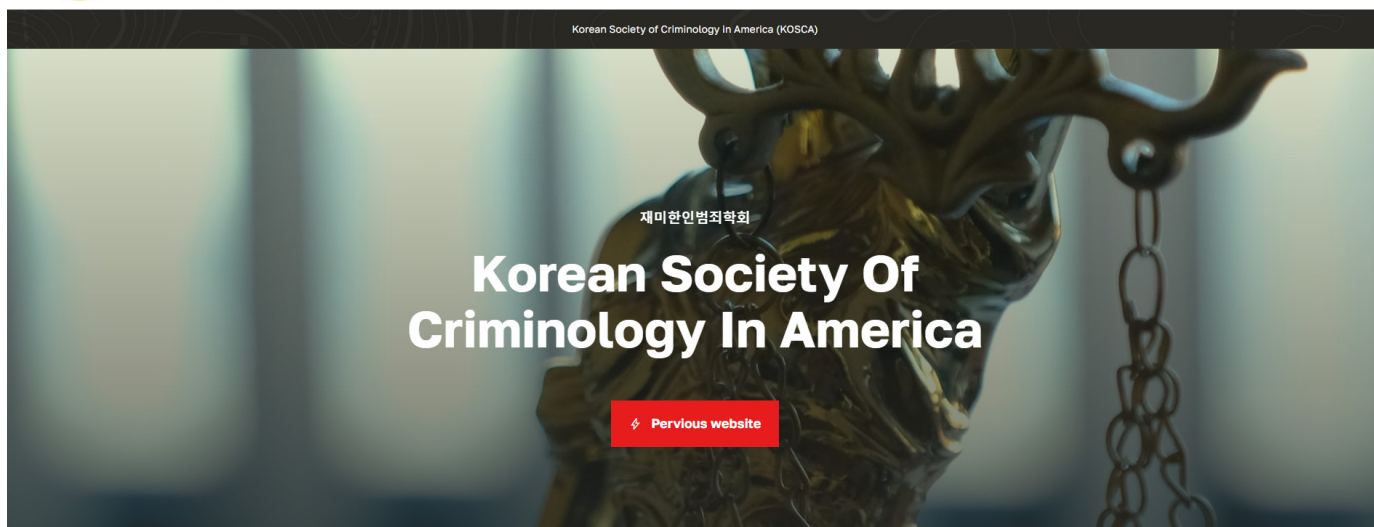 Korean Society of Criminology in America (KOSCA)
재미한인범죄학회
Korean Society Of
Criminology In America
Pervious website